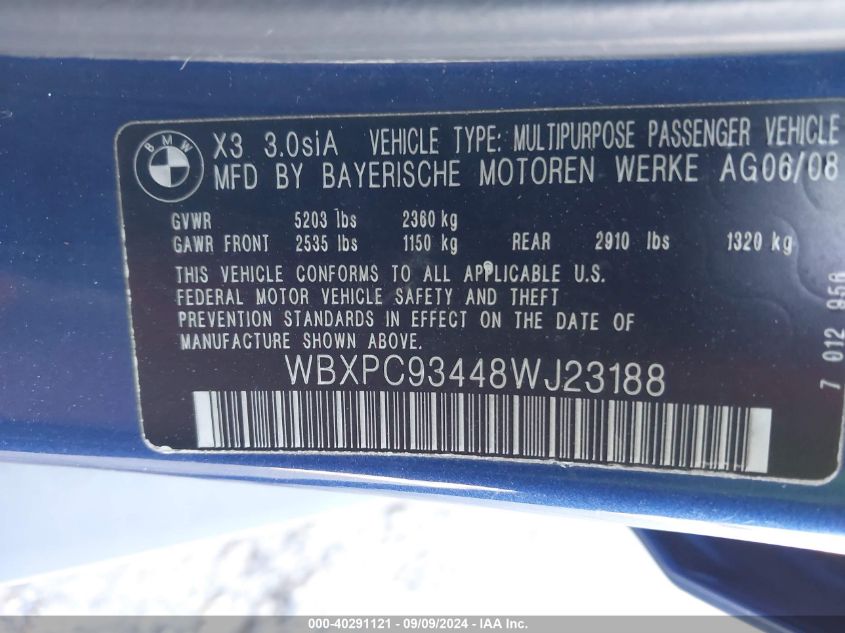 BMW
X3 3.0siA VEHICLE TYPE: MULTIPURPOSE PASSENGER VEHICLE
MFD BY BAYERISCHE MOTOREN WERKE AG06/08
GVWR 5203 lbs 2360 kg
GAWR FRONT 2535 lbs 1150 kg REAR 2910 lbs 1320 kg
THIS VEHICLE CONFORMS TO ALL APPLICABLE U.S.
FEDERAL MOTOR VEHICLE SAFETY AND THEFT
PREVENTION STANDARDS IN EFFECT ON THE DATE OF
MANUFACTURE SHOWN ABOVE.
WBXPC93448WJ23188
7 012 956
000-40291121 - 09/09/2024 - IAA Inc.